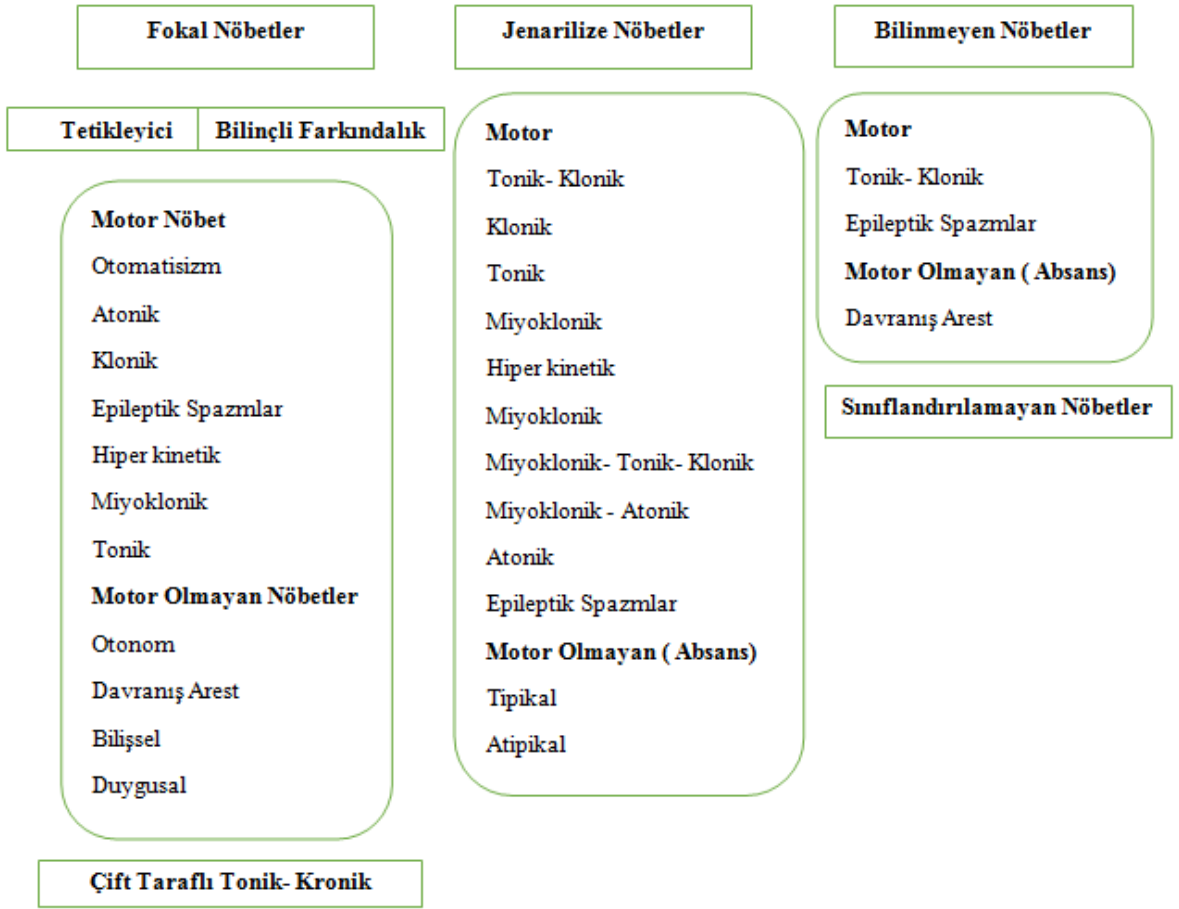 Fokal Nöbetler
Tetikleyici
Bilinçli Farkındalık
Motor Nöbet
Otomatisizm
Atonik
Klonik
Epileptik Spazmlar
Hiper kinetik
Miyoklonik
Tonik
Motor Olmayan Nöbetler
Otonom
Davranış Arest
Bilişsel
Duygusal
Çift Taraflı Tonik- Kronik
Jenarilize Nöbetler
Motor
Tonik- Klonik
Klonik
Tonik
Miyoklonik
Hiper kinetik
Miyoklonik
Miyoklonik- Tonik- Klonik
Miyoklonik - Atonik
Atonik
Epileptik Spazmlar
Motor Olmayan ( Absans)
Tipikal
Atipikal
Bilinmeyen Nöbetler
Motor
Tonik- Klonik
Epileptik Spazmlar
Motor Olmayan ( Absans)
Davranış Arest
Sınıflandırılamayan Nöbetler